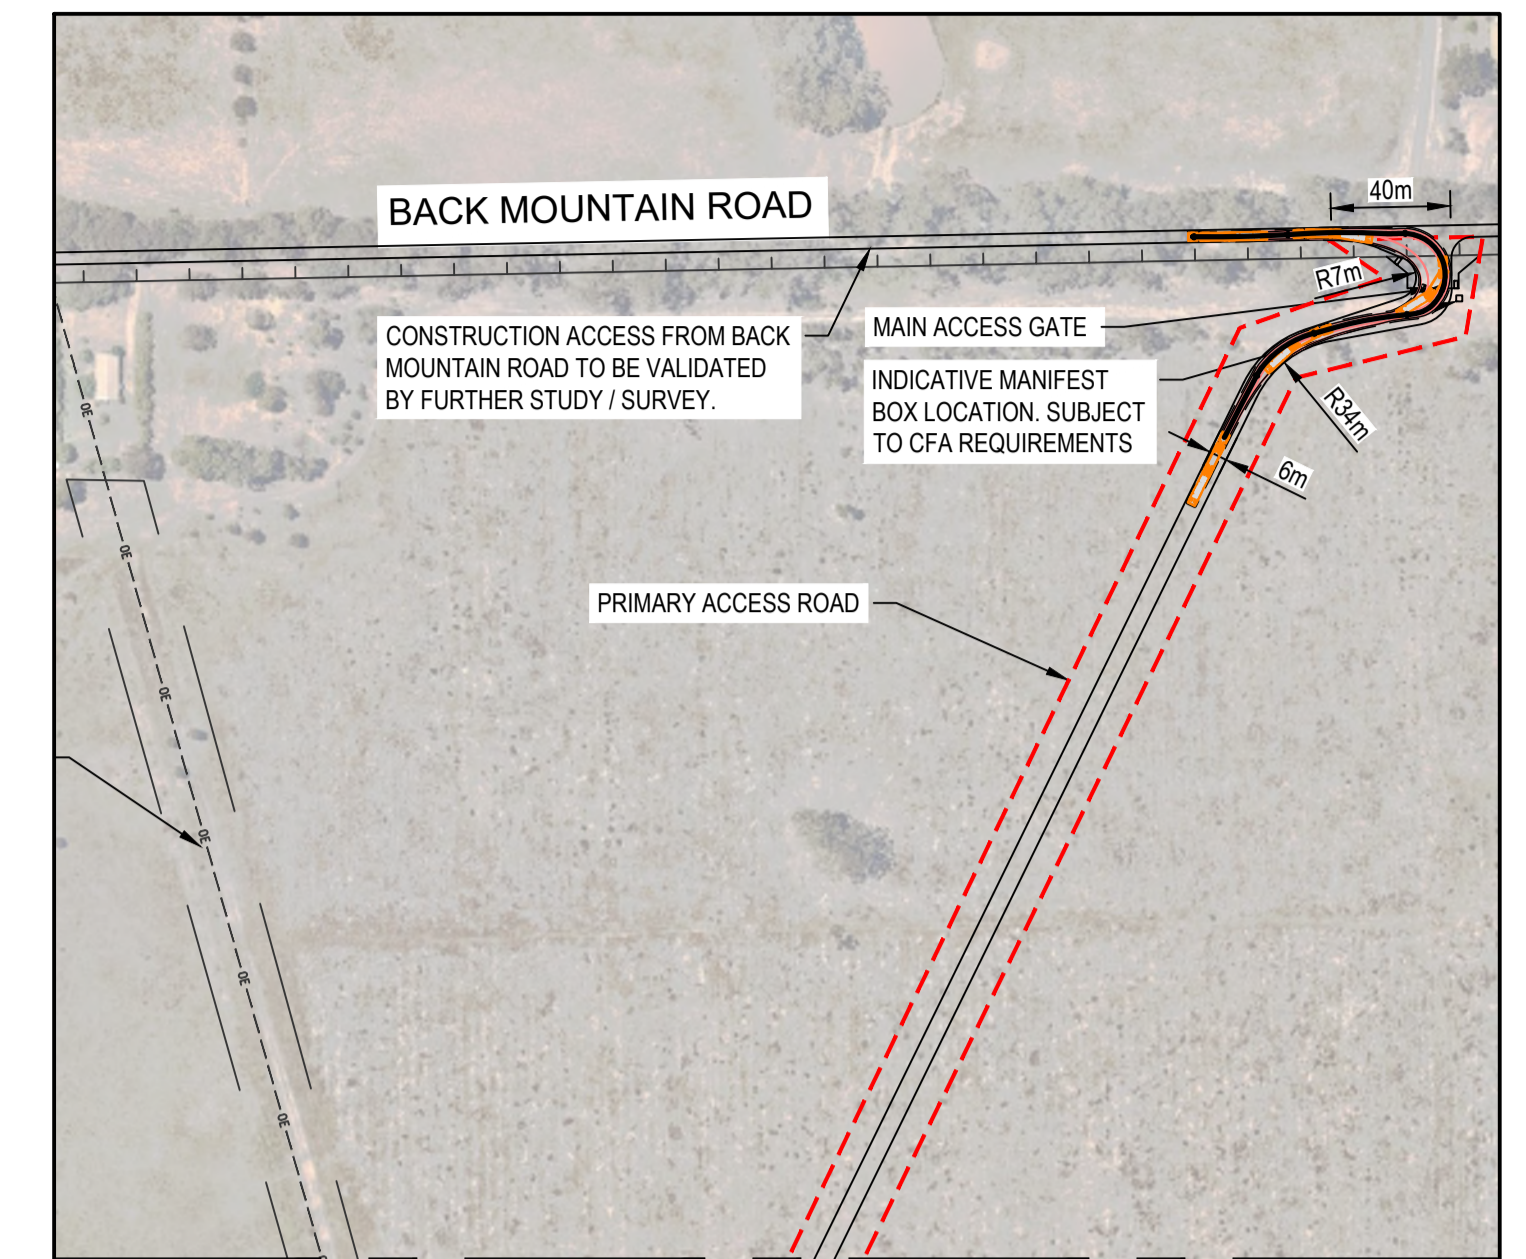 BACK MOUNTAIN ROAD
40m
R7m
CONSTRUCTION ACCESS FROM BACK
MOUNTAIN ROAD TO BE VALIDATED
BY FURTHER STUDY / SURVEY.
MAIN ACCESS GATE
INDICATIVE MANIFEST
BOX LOCATION. SUBJECT
TO CFA REQUIREMENTS
R34m
6m
OE
OE
PRIMARY ACCESS ROAD
OE
OE
OE
OE